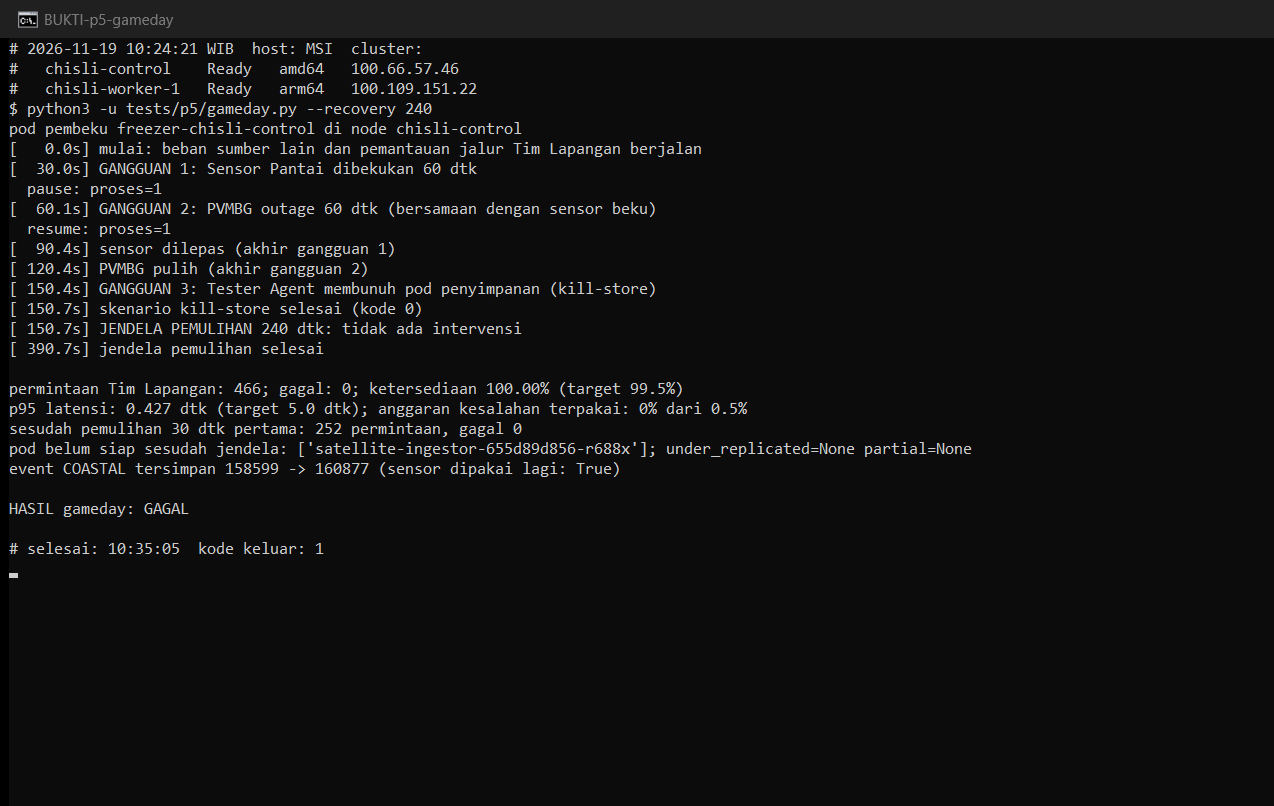 BUKTI-p5-gameday
# 2026-11-19 10:24:21 WIB  host: MSI  cluster:
#   chisli-control    Ready   amd64   100.66.57.46
#   chisli-worker-1   Ready   arm64   100.109.151.22
$ python3 -u tests/p5/gameday.py --recovery 240
pod pembeku freezer-chisli-control di node chisli-control
[   0.0s] mulai: beban sumber lain dan pemantauan jalur Tim Lapangan berjalan
[  30.0s] GANGGUAN 1: Sensor Pantai dibekukan 60 dtk
  pause: proses=1
[  60.1s] GANGGUAN 2: PVMBG outage 60 dtk (bersamaan dengan sensor beku)
  resume: proses=1
[  90.4s] sensor dilepas (akhir gangguan 1)
[ 120.4s] PVMBG pulih (akhir gangguan 2)
[ 150.4s] GANGGUAN 3: Tester Agent membunuh pod penyimpanan (kill-store)
[ 150.7s] skenario kill-store selesai (kode 0)
[ 150.7s] JENDELA PEMULIHAN 240 dtk: tidak ada intervensi
[ 390.7s] jendela pemulihan selesai
permintaan Tim Lapangan: 466; gagal: 0; ketersediaan 100.00% (target 99.5%)
p95 latensi: 0.427 dtk (target 5.0 dtk); anggaran kesalahan terpakai: 0% dari 0.5%
sesudah pemulihan 30 dtk pertama: 252 permintaan, gagal 0
pod belum siap sesudah jendela: ['satellite-ingestor-655d89d856-r688x']; under_replicated=None partial=None
event COASTAL tersimpan 158599 -> 160877 (sensor dipakai lagi: True)
HASIL gameday: GAGAL
# selesai: 10:35:05  kode keluar: 1